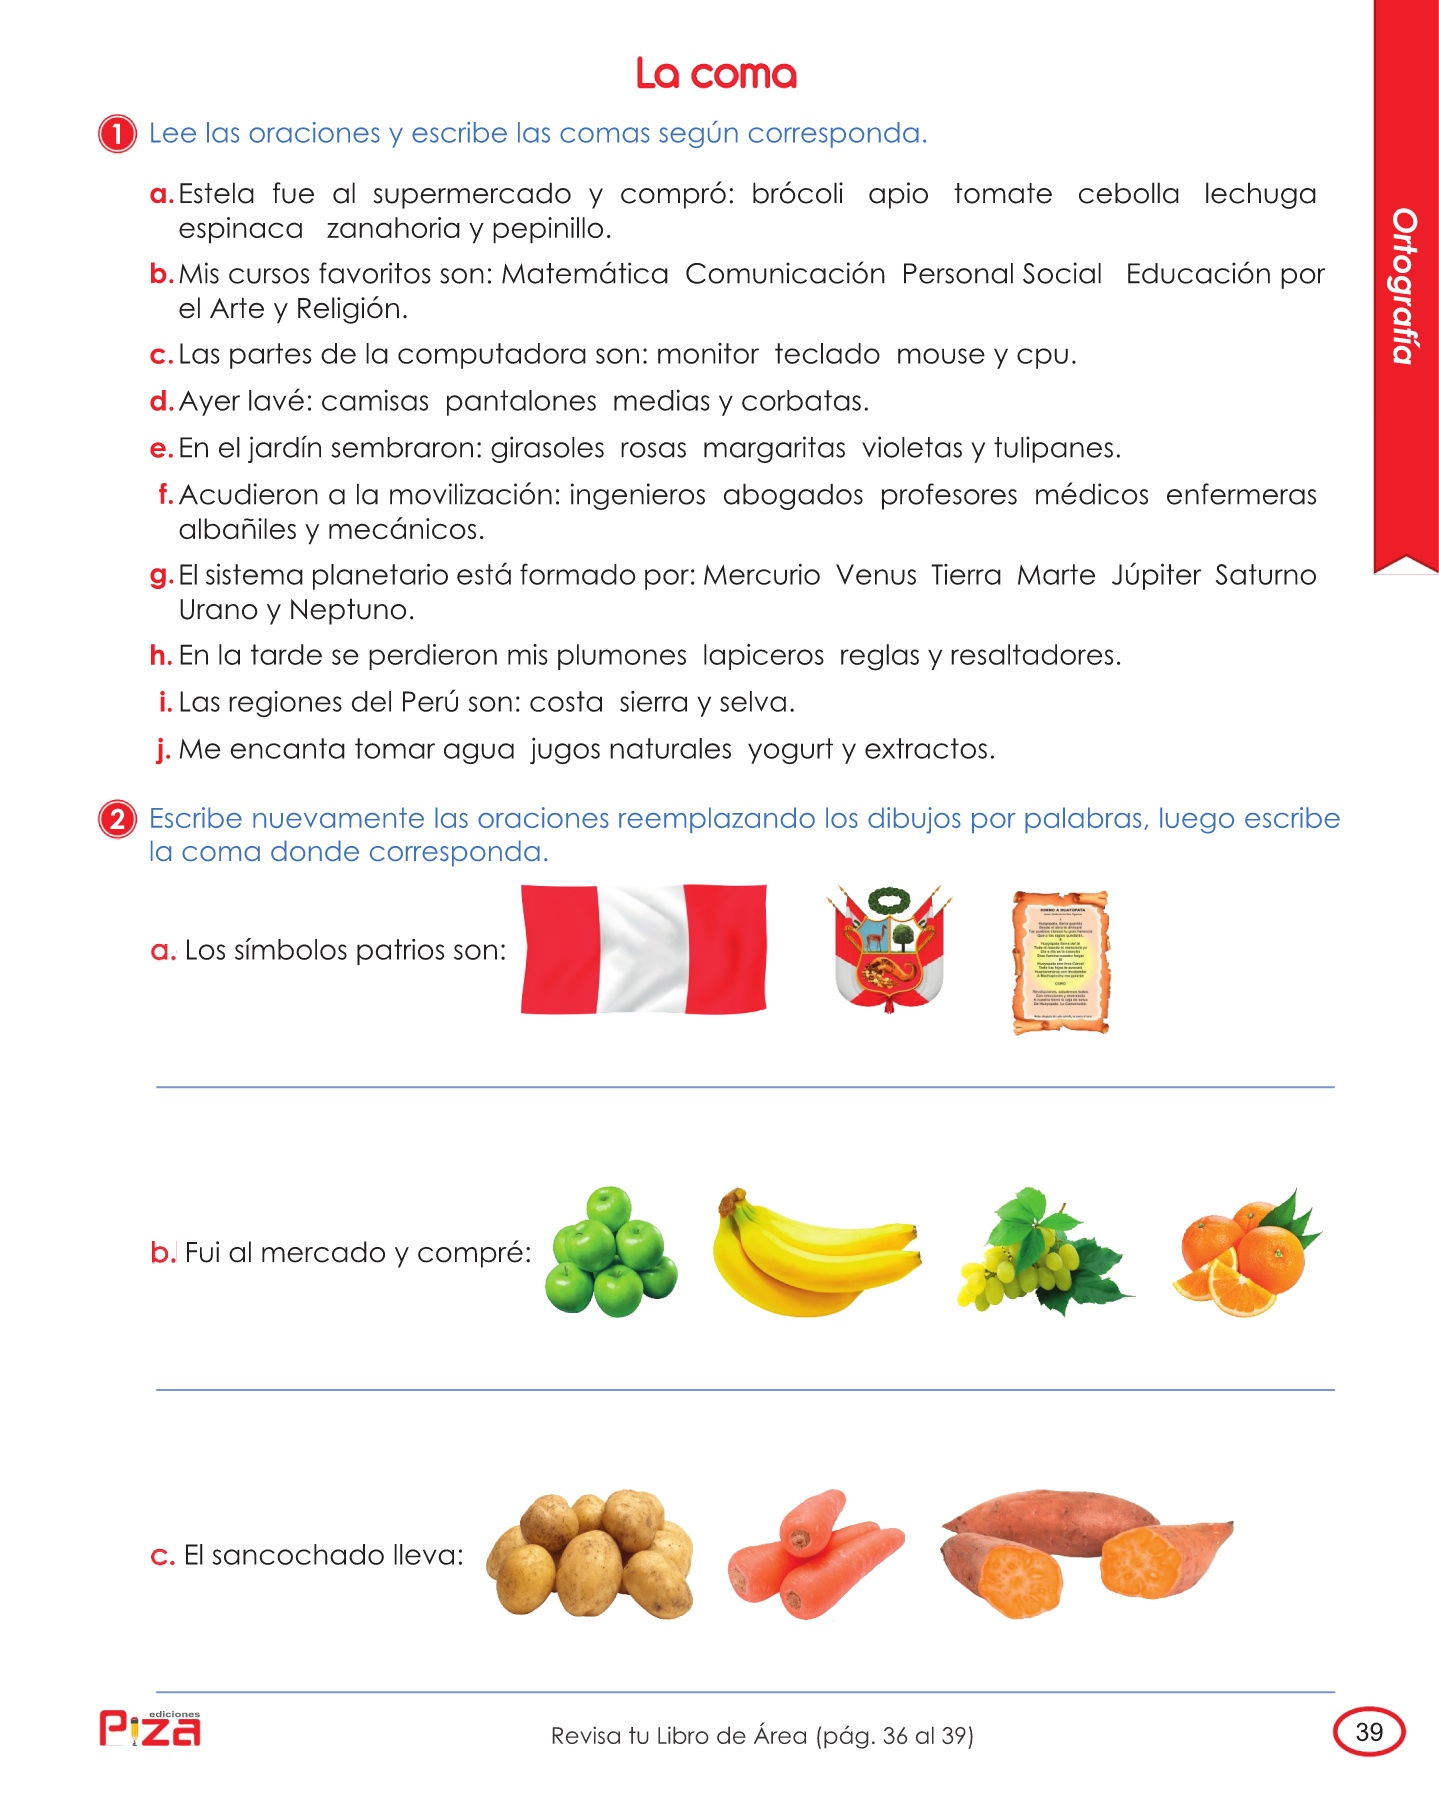 La coma
1 Lee las oraciones y escribe las comas según corresponda.
a. Estela fue al supermercado y compró: brócoli apio tomate cebolla lechuga
espinaca zanahoria y pepinillo.
b. Mis cursos favoritos son: Matemática Comunicación Personal Social Educación por
el Arte y Religión.
c. Las partes de la computadora son: monitor teclado mouse y cpu.
d. Ayer lavé: camisas pantalones medias y corbatas.
e. En el jardín sembraron: girasoles rosas margaritas violetas y tulipanes.
f. Acudieron a la movilización: ingenieros abogados profesores médicos enfermeras
albañiles y mecánicos.
g. El sistema planetario está formado por: Mercurio Venus Tierra Marte Júpiter Saturno
Urano y Neptuno.
h. En la tarde se perdieron mis plumones lapiceros reglas y resaltadores.
i. Las regiones del Perú son: costa sierra y selva.
j. Me encanta tomar agua jugos naturales yogurt y extractos.
Ortografía
2 Escribe nuevamente las oraciones reemplazando los dibujos por palabras, luego escribe
la coma donde corresponda.
a. Los símbolos patrios son:
HIMNO A HUAYOPATA
CORO
b. Fui al mercado y compré:
c. El sancochado lleva:
ediciones
Piza
Revisa tu Libro de Área (pág. 36 al 39)
39